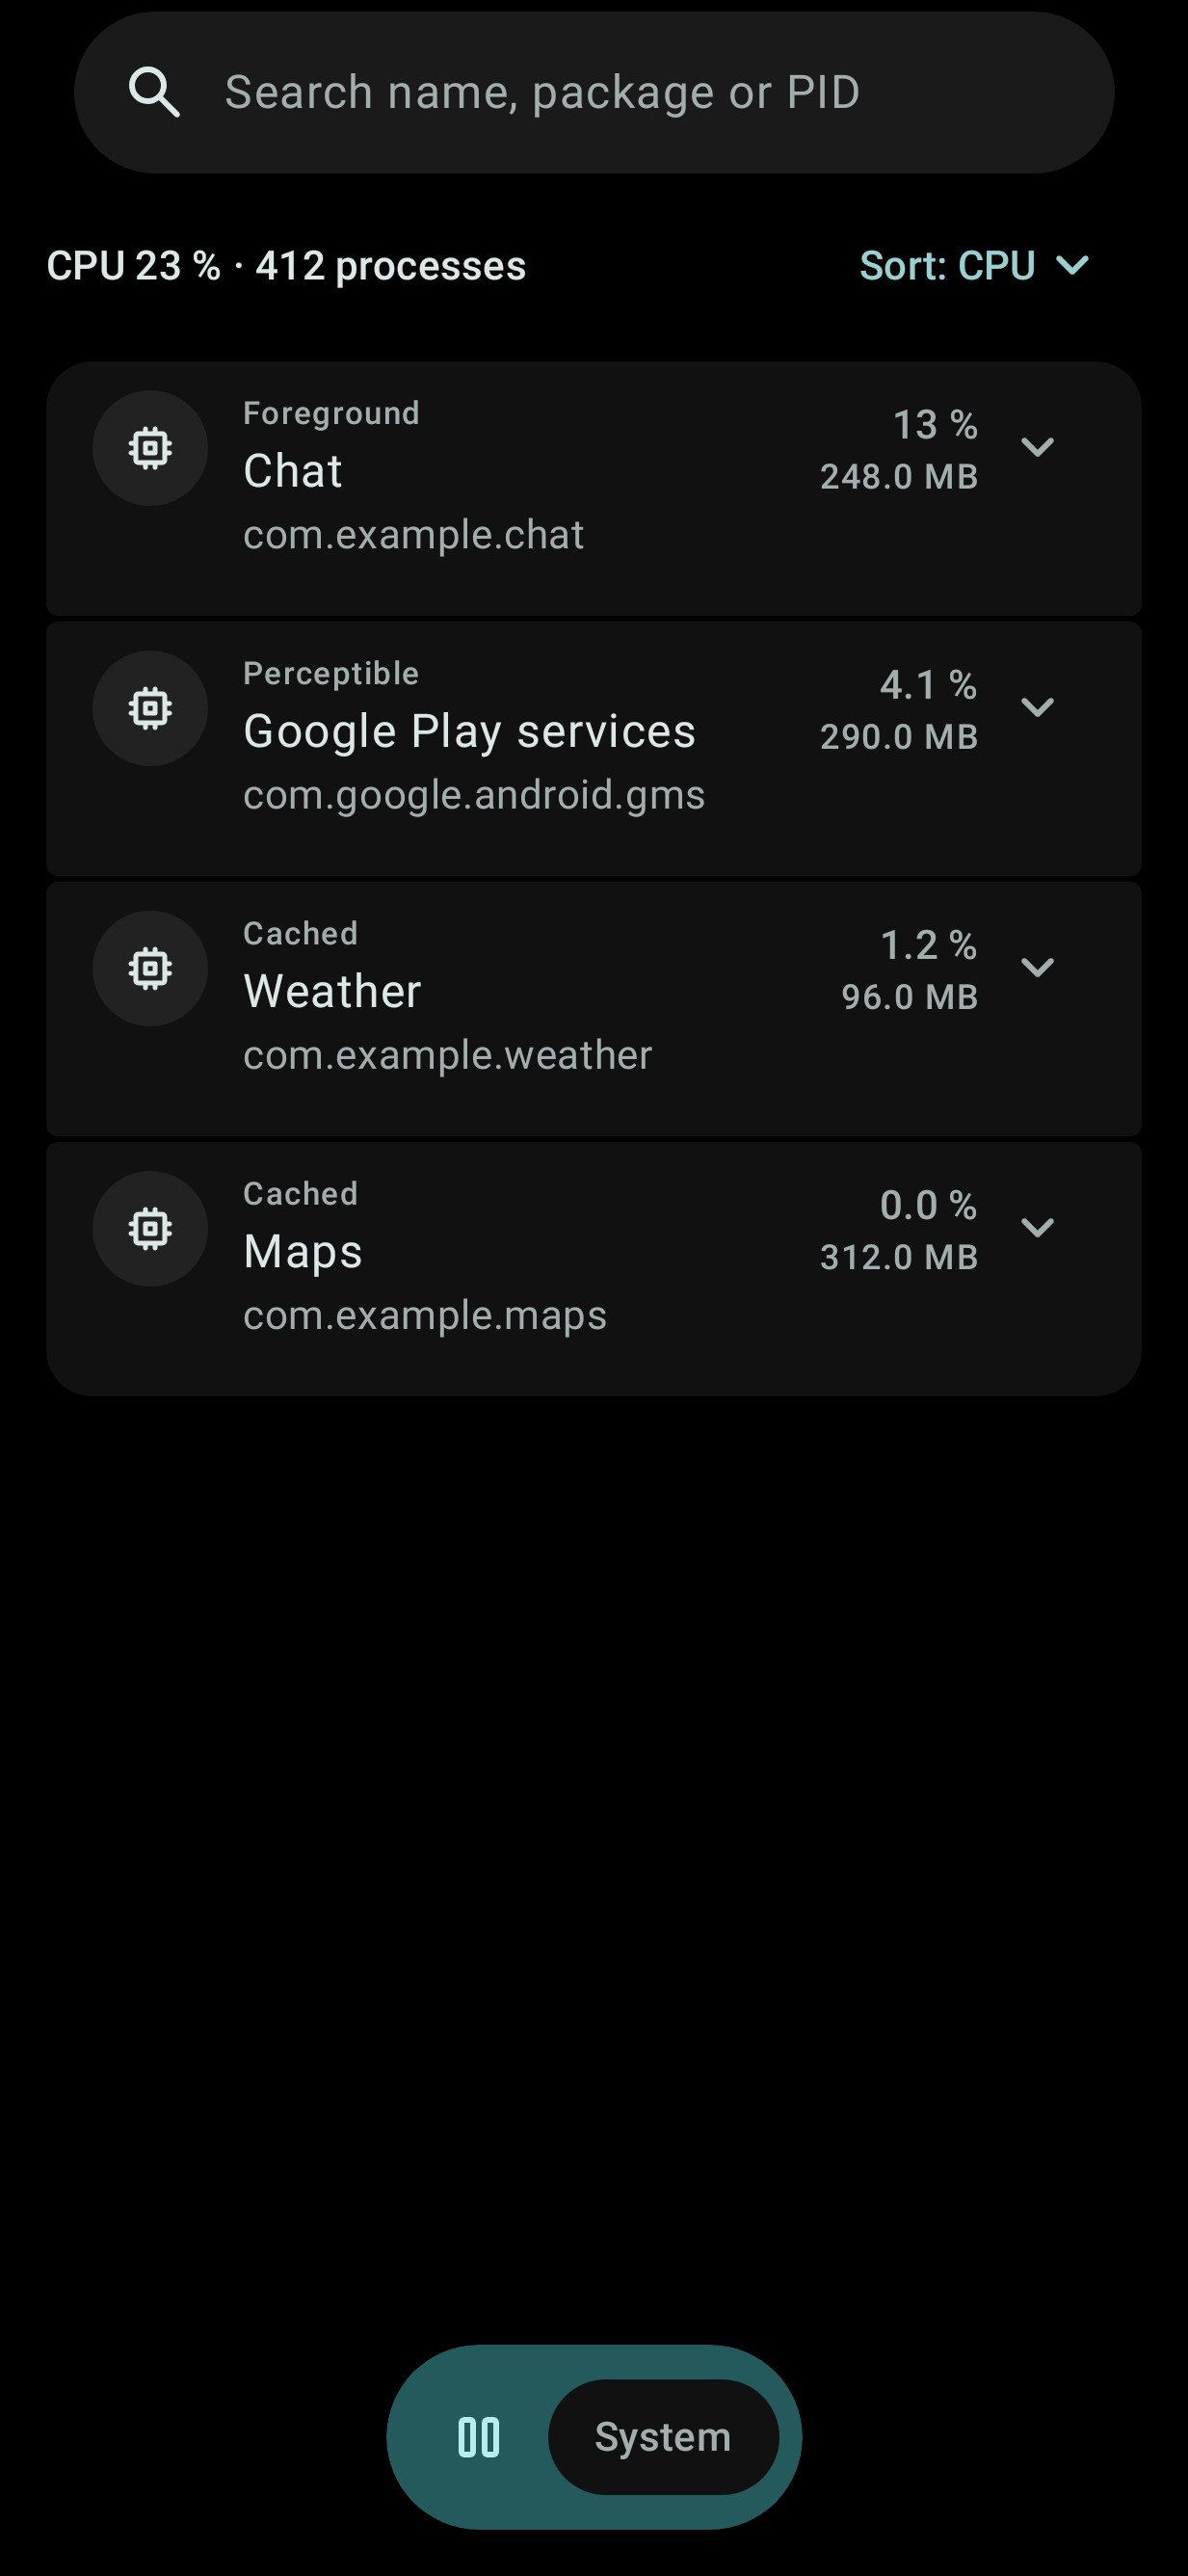 Search name, package or PID
CPU 23 % · 412 processes
Sort: CPU
Foreground
Chat
com.example.chat
13 %
248.0 MB
Perceptible
Google Play services
com.google.android.gms
4.1 %
290.0 MB
Cached
Weather
com.example.weather
1.2 %
96.0 MB
Cached
Maps
com.example.maps
0.0 %
312.0 MB
System